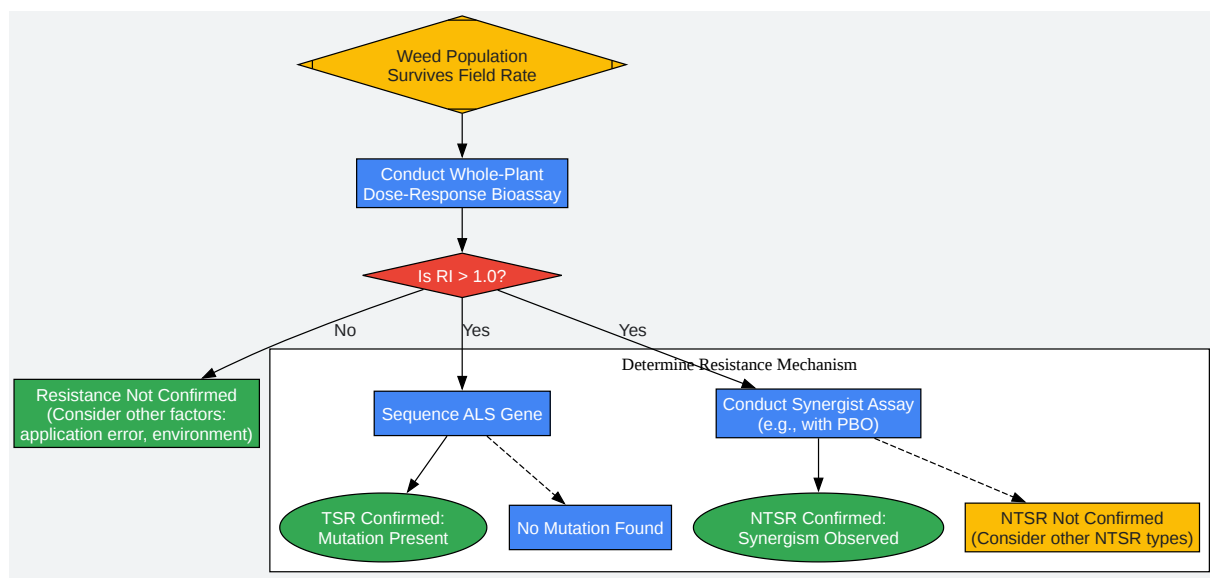 Weed Population
Survives Field Rate
Conduct Whole-Plant
Dose-Response Bioassay
Is RI > 1.0?
No
Yes
Yes
Determine Resistance Mechanism
Resistance Not Confirmed
(Consider other factors:
application error, environment)
Sequence ALS Gene
Conduct Synergist Assay
(e.g., with PBO)
TSR Confirmed:
Mutation Present
No Mutation Found
NTSR Confirmed:
Synergism Observed
NTSR Not Confirmed
(Consider other NTSR types)